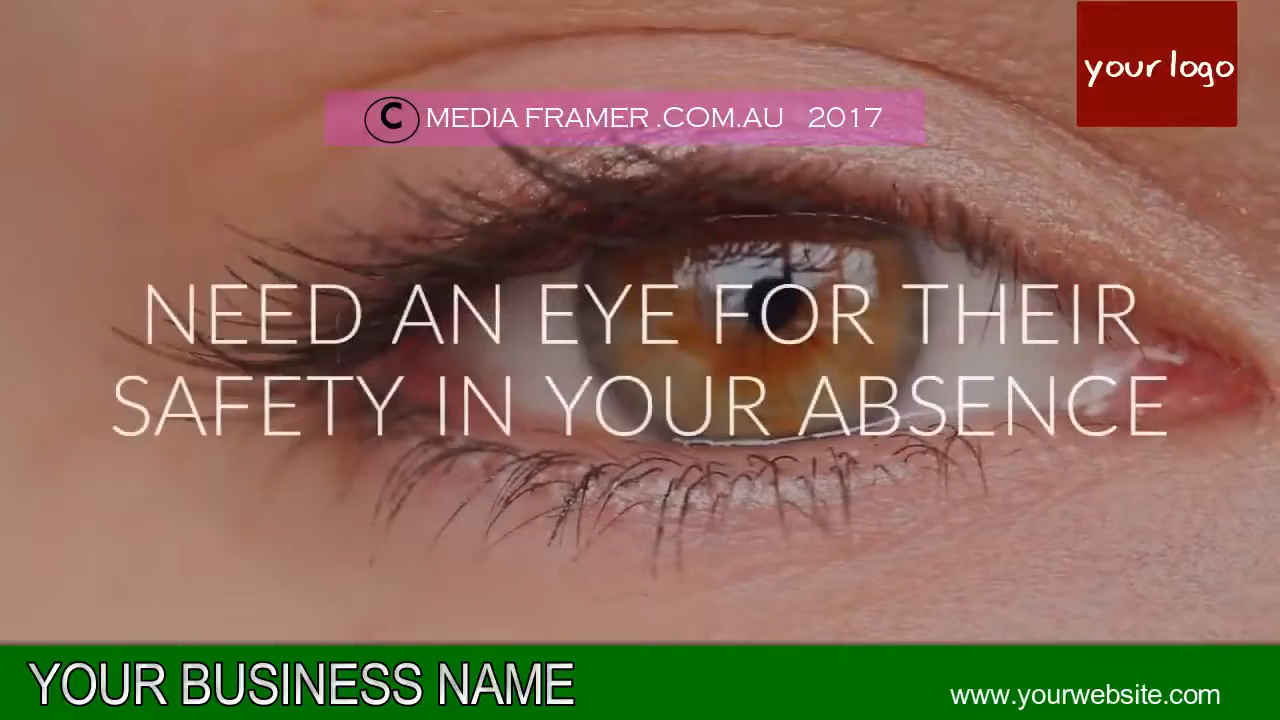 your logo
© MEDIA FRAMER .COM.AU 2017
NEED AN EYE FOR THEIR
SAFETY IN YOUR ABSENCE
YOUR BUSINESS NAME
www.yourwebsite.com